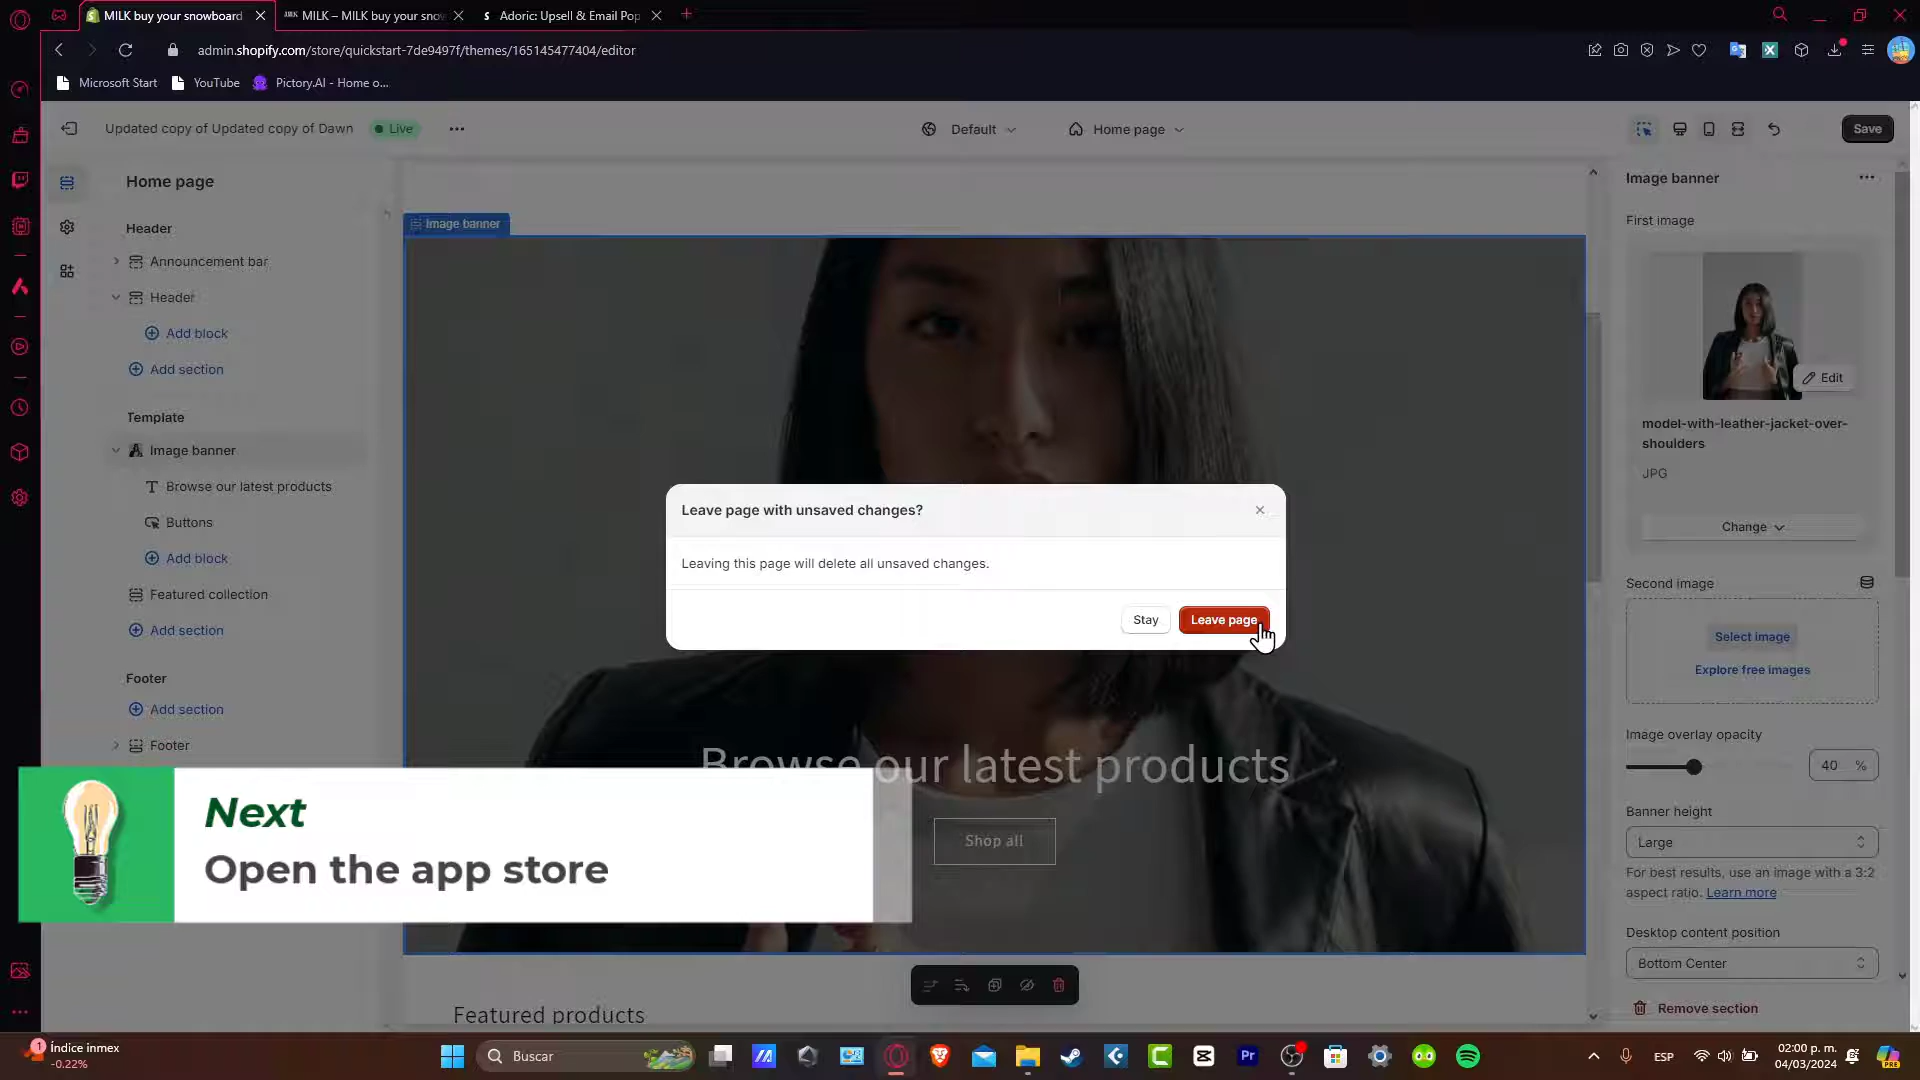 MILK buy your snowboard
MILK – MILK buy your snow
Adoric: Upsell & Email Pop
admin.shopify.com/store/quickstart-7de9497f/themes/165145477404/editor
Microsoft Start
YouTube
Pictory.AI - Home o...
Updated copy of Updated copy of Dawn
Live
Default
Home page
Save
Home page
Header
Announcement bar
Header
Add block
Add section
Template
Image banner
Browse our latest products
Buttons
Add block
Featured collection
Add section
Footer
Add section
Footer
Image banner
Leave page with unsaved changes?
Leaving this page will delete all unsaved changes.
Stay
Leave page
Browse our latest products
Shop all
Featured products
Next
Open the app store
Image banner
First image
Edit
model-with-leather-jacket-over-
shoulders
JPG
Change
Second image
Select image
Explore free images
Image overlay opacity
40 %
Banner height
Large
For best results, use an image with a 3:2
aspect ratio. Learn more
Desktop content position
Bottom Center
Remove section
1
Índice inmex
-0.22%
Buscar
Pr
ESP
02:00 p. m.
04/03/2024
PRE